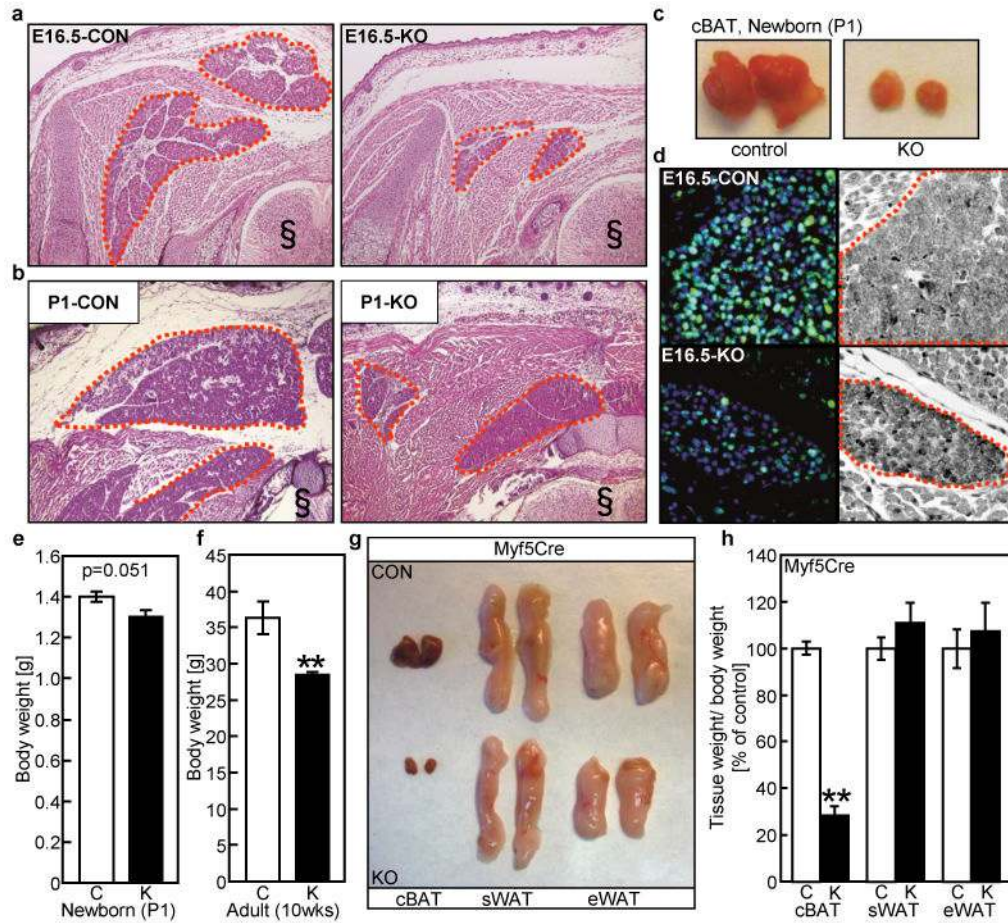 a
E16.5-CON
E16.5-KO
§
§
b
P1-CON
P1-KO
§
§
c
cBAT, Newborn (P1)
control
KO
d
E16.5-CON
E16.5-KO
e
Body weight [g]
1.6
1.4
1.2
1.0
0.8
0.6
0.4
0.2
0
p=0.051
C K
Newborn (P1)
f
Body weight [g]
45
40
35
30
25
20
15
10
5
0
**
C K
Adult (10wks)
g
Myf5Cre
CON
KO
cBAT sWAT eWAT
h
Tissue weight/ body weight
[% of control]
140
120
100
80
60
40
20
0
Myf5Cre
**
C K C K C K
cBAT sWAT eWAT